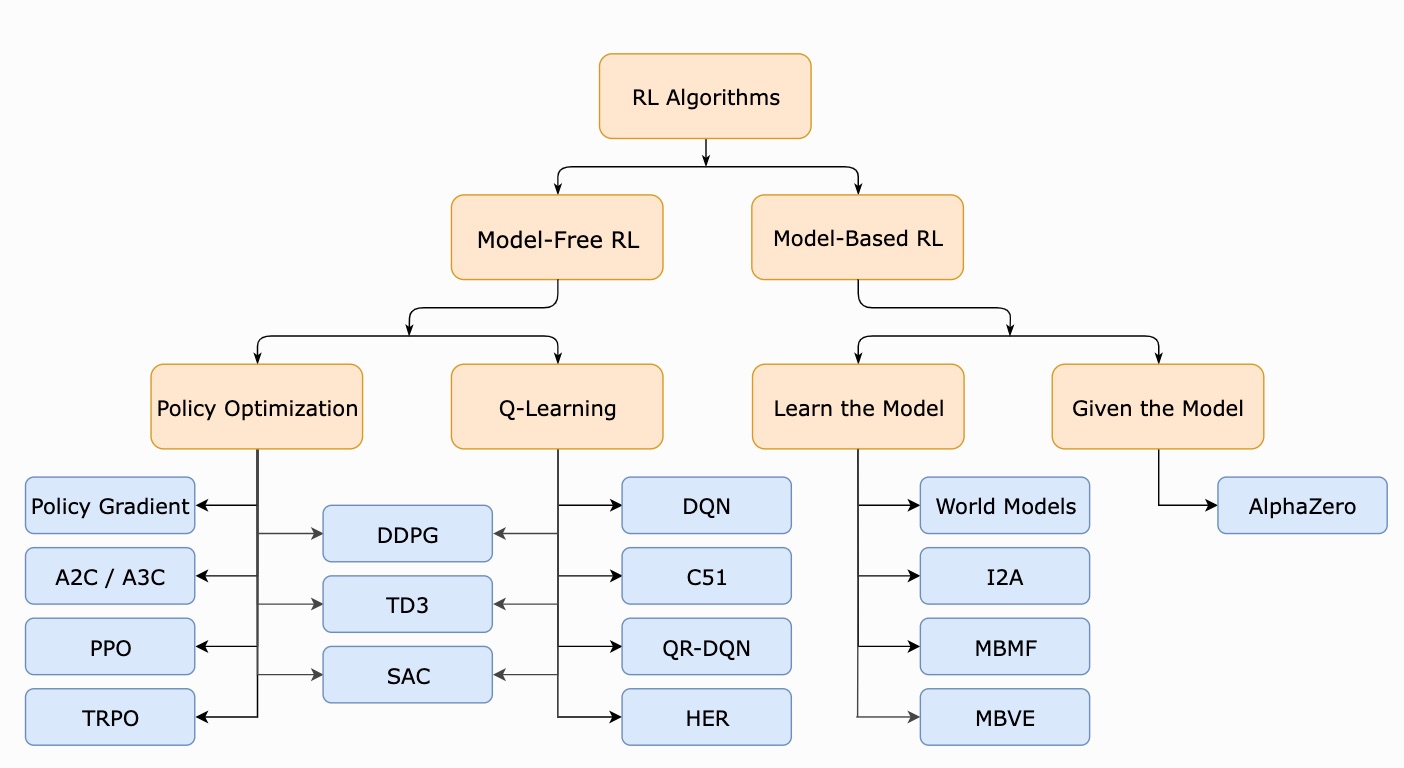 RL Algorithms
Model-Free RL
Model-Based RL
Policy Optimization
Q-Learning
Learn the Model
Given the Model
Policy Gradient
A2C / A3C
PPO
TRPO
DDPG
TD3
SAC
DQN
C51
QR-DQN
HER
World Models
I2A
MBMF
MBVE
AlphaZero